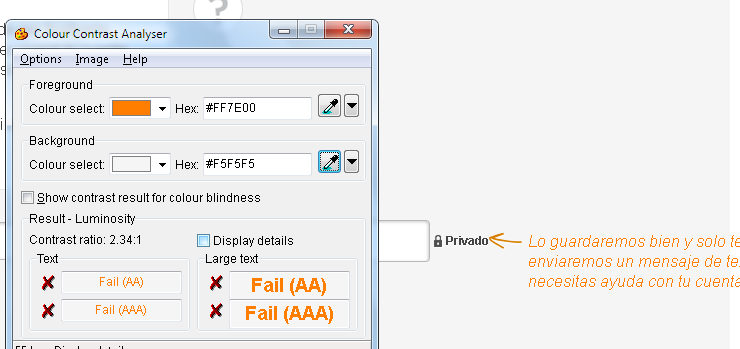 ?
Colour Contrast Analyser
Options Image Help
Foreground
Colour select: Hex: #FF7E00
Background
Colour select: Hex: #F5F5F5
Show contrast result for colour blindness
Result - Luminosity
Contrast ratio: 2.34:1 Display details
Text Large text
Fail (AA) Fail (AA)
Fail (AAA) Fail (AAA)
Privado
Lo guardaremos bien y solo te
enviaremos un mensaje de
necesitas ayuda con tu cuenta